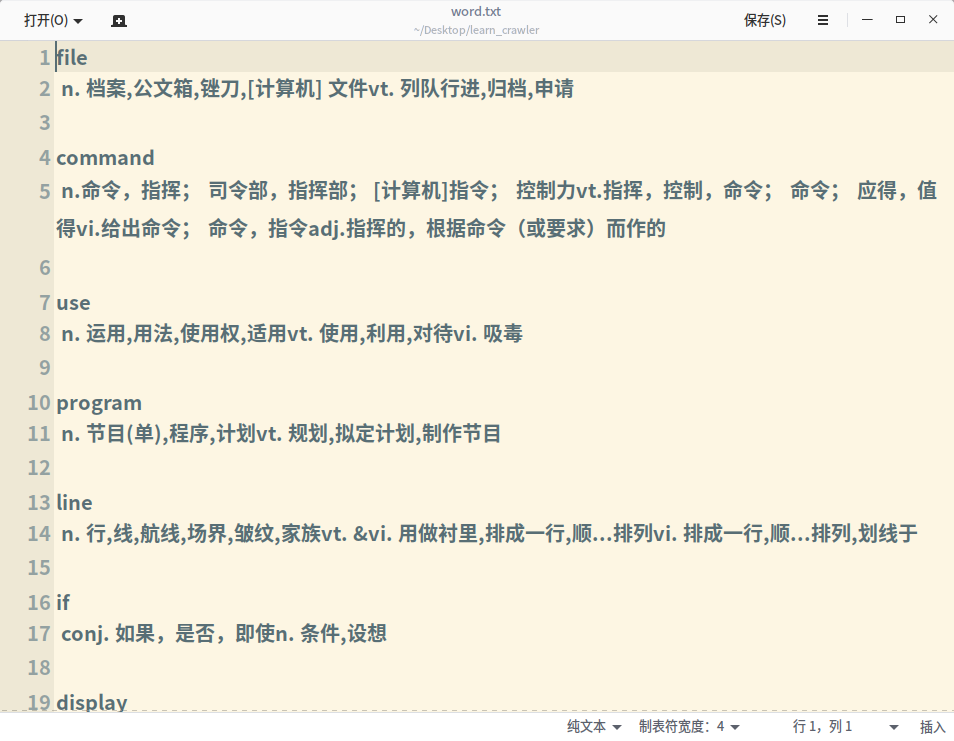 打开(O)
word.txt
~/Desktop/learn_crawler
保存(S)
1 file
2 n. 档案,公文箱,锉刀,[计算机] 文件vt. 列队行进,归档,申请
3
4 command
5 n.命令，指挥； 司令部，指挥部； [计算机]指令； 控制力vt.指挥，控制，命令； 命令； 应得，值
得vi.给出命令； 命令，指令adj.指挥的，根据命令（或要求）而作的
6
7 use
8 n. 运用,用法,使用权,适用vt. 使用,利用,对待vi. 吸毒
9
10 program
11 n. 节目(单),程序,计划vt. 规划,拟定计划,制作节目
12
13 line
14 n. 行,线,航线,场界,皱纹,家族vt. &vi. 用做衬里,排成一行,顺…排列vi. 排成一行,顺…排列,划线于
15
16 if
17 conj. 如果，是否，即使n. 条件,设想
18
19 display
纯文本 制表符宽度：4 行 1，列 1 插入